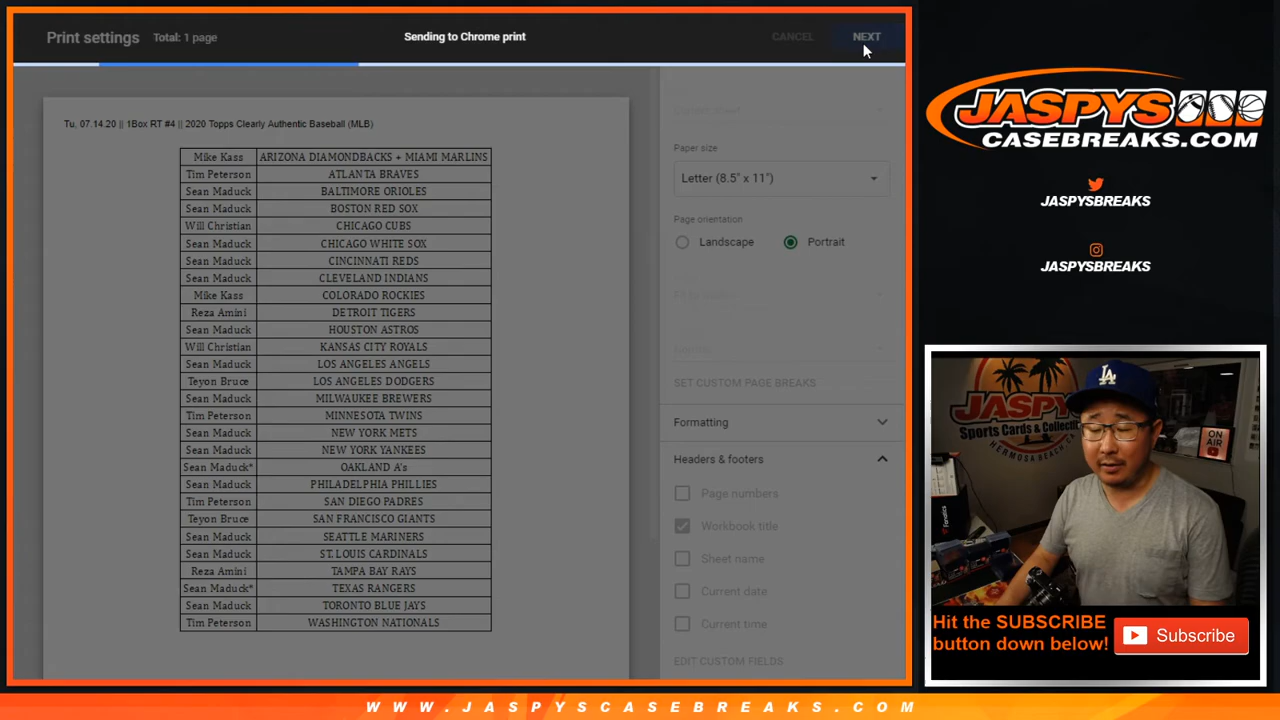 Print settings Total: 1 page Sending to Chrome print CANCEL NEXT
Tu, 07.14.20 || 1Box RT #4 || 2020 Topps Clearly Authentic Baseball (MLB)
Mike Kass ARIZONA DIAMONDBACKS + MIAMI MARLINS
Tim Peterson ATLANTA BRAVES
Sean Maduck BALTIMORE ORIOLES
Sean Maduck BOSTON RED SOX
Will Christian CHICAGO CUBS
Sean Maduck CHICAGO WHITE SOX
Sean Maduck CINCINNATI REDS
Sean Maduck CLEVELAND INDIANS
Mike Kass COLORADO ROCKIES
Reza Amini DETROIT TIGERS
Sean Maduck HOUSTON ASTROS
Will Christian KANSAS CITY ROYALS
Sean Maduck LOS ANGELES ANGELS
Teyon Bruce LOS ANGELES DODGERS
Sean Maduck MILWAUKEE BREWERS
Tim Peterson MINNESOTA TWINS
Sean Maduck NEW YORK METS
Sean Maduck NEW YORK YANKEES
Sean Maduck* OAKLAND A's
Sean Maduck PHILADELPHIA PHILLIES
Tim Peterson SAN DIEGO PADRES
Teyon Bruce SAN FRANCISCO GIANTS
Sean Maduck SEATTLE MARINERS
Sean Maduck ST. LOUIS CARDINALS
Reza Amini TAMPA BAY RAYS
Sean Maduck* TEXAS RANGERS
Sean Maduck TORONTO BLUE JAYS
Tim Peterson WASHINGTON NATIONALS
Paper size
Letter (8.5" x 11")
Page orientation
Landscape Portrait
SET CUSTOM PAGE BREAKS
Formatting
Headers & footers
Page numbers
Workbook title
Sheet name
Current date
Current time
EDIT CUSTOM FIELDS
JASPYS
CASEBREAKS.COM
JASPYSBREAKS
JASPYSBREAKS
JASPYS
Sports Cards & Collecti
HERMOSA BEACH, CA
LA
ON
AIR
Hit the SUBSCRIBE
button down below!
Subscribe
WWW.JASPYSCASEBREAKS.COM